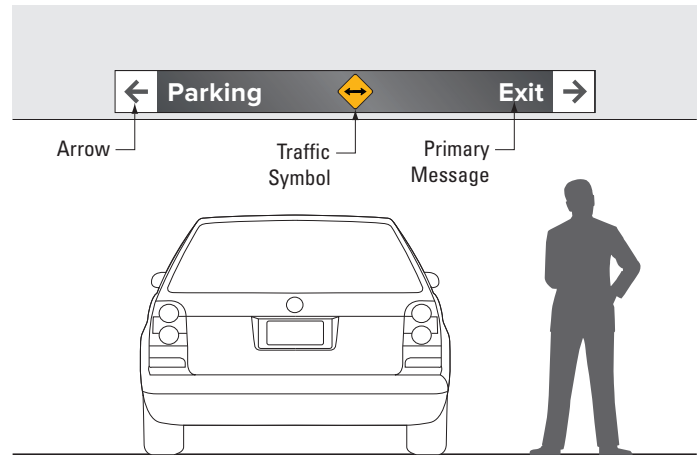 Parking Exit
Arrow
Traffic
Symbol
Primary
Message